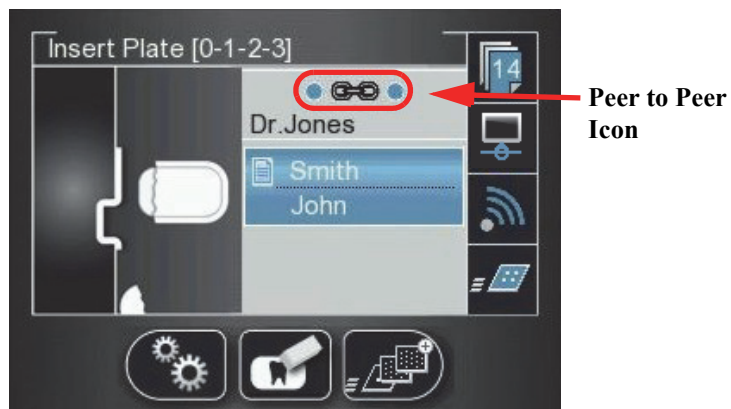 Insert Plate [0-1-2-3]
14
Dr.Jones
Smith
John
Peer to Peer
Icon